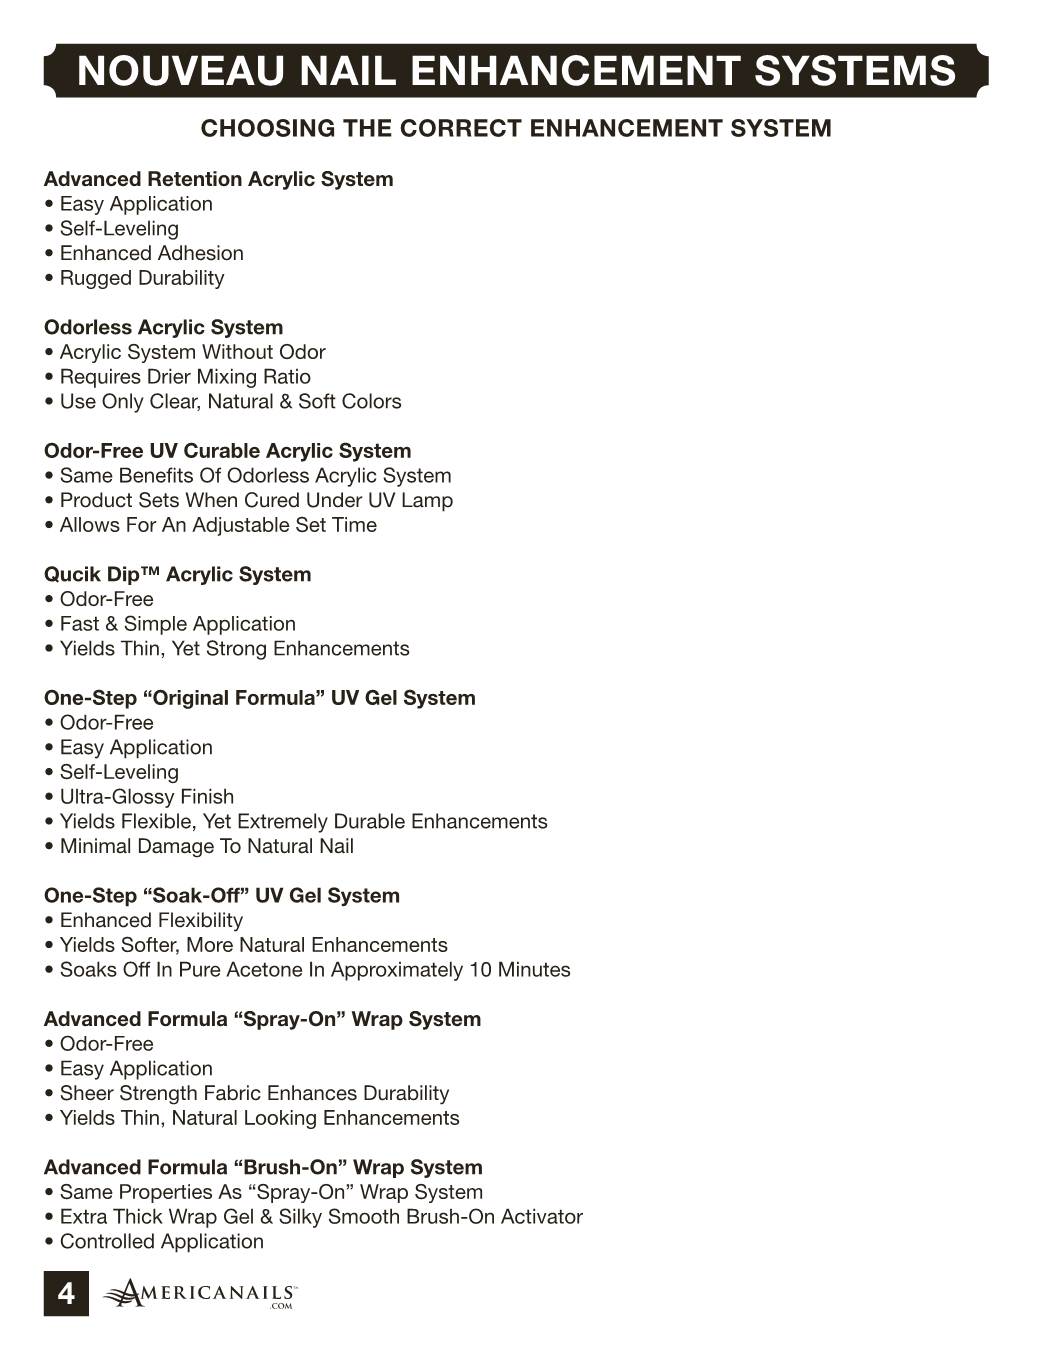 NOUVEAU NAIL ENHANCEMENT SYSTEMS
CHOOSING THE CORRECT ENHANCEMENT SYSTEM
Advanced Retention Acrylic System
• Easy Application
• Self-Leveling
• Enhanced Adhesion
• Rugged Durability
Odorless Acrylic System
• Acrylic System Without Odor
• Requires Drier Mixing Ratio
• Use Only Clear, Natural & Soft Colors
Odor-Free UV Curable Acrylic System
• Same Benefits Of Odorless Acrylic System
• Product Sets When Cured Under UV Lamp
• Allows For An Adjustable Set Time
Qucik Dip™ Acrylic System
• Odor-Free
• Fast & Simple Application
• Yields Thin, Yet Strong Enhancements
One-Step “Original Formula” UV Gel System
• Odor-Free
• Easy Application
• Self-Leveling
• Ultra-Glossy Finish
• Yields Flexible, Yet Extremely Durable Enhancements
• Minimal Damage To Natural Nail
One-Step “Soak-Off” UV Gel System
• Enhanced Flexibility
• Yields Softer, More Natural Enhancements
• Soaks Off In Pure Acetone In Approximately 10 Minutes
Advanced Formula “Spray-On” Wrap System
• Odor-Free
• Easy Application
• Sheer Strength Fabric Enhances Durability
• Yields Thin, Natural Looking Enhancements
Advanced Formula “Brush-On” Wrap System
• Same Properties As “Spray-On” Wrap System
• Extra Thick Wrap Gel & Silky Smooth Brush-On Activator
• Controlled Application
4 AMERICANAILS™
.COM